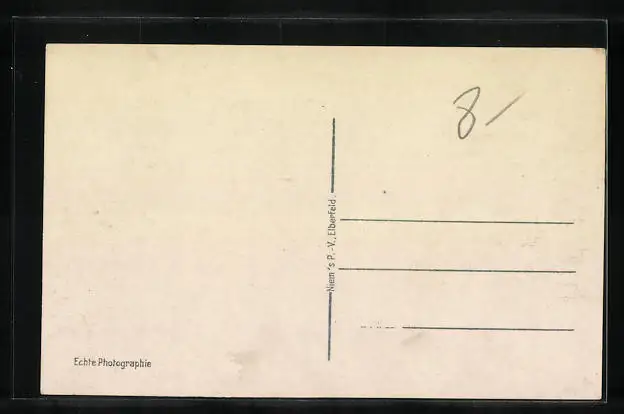 8-
Niem's P.-V., Elberfeld.
Echte Photographie